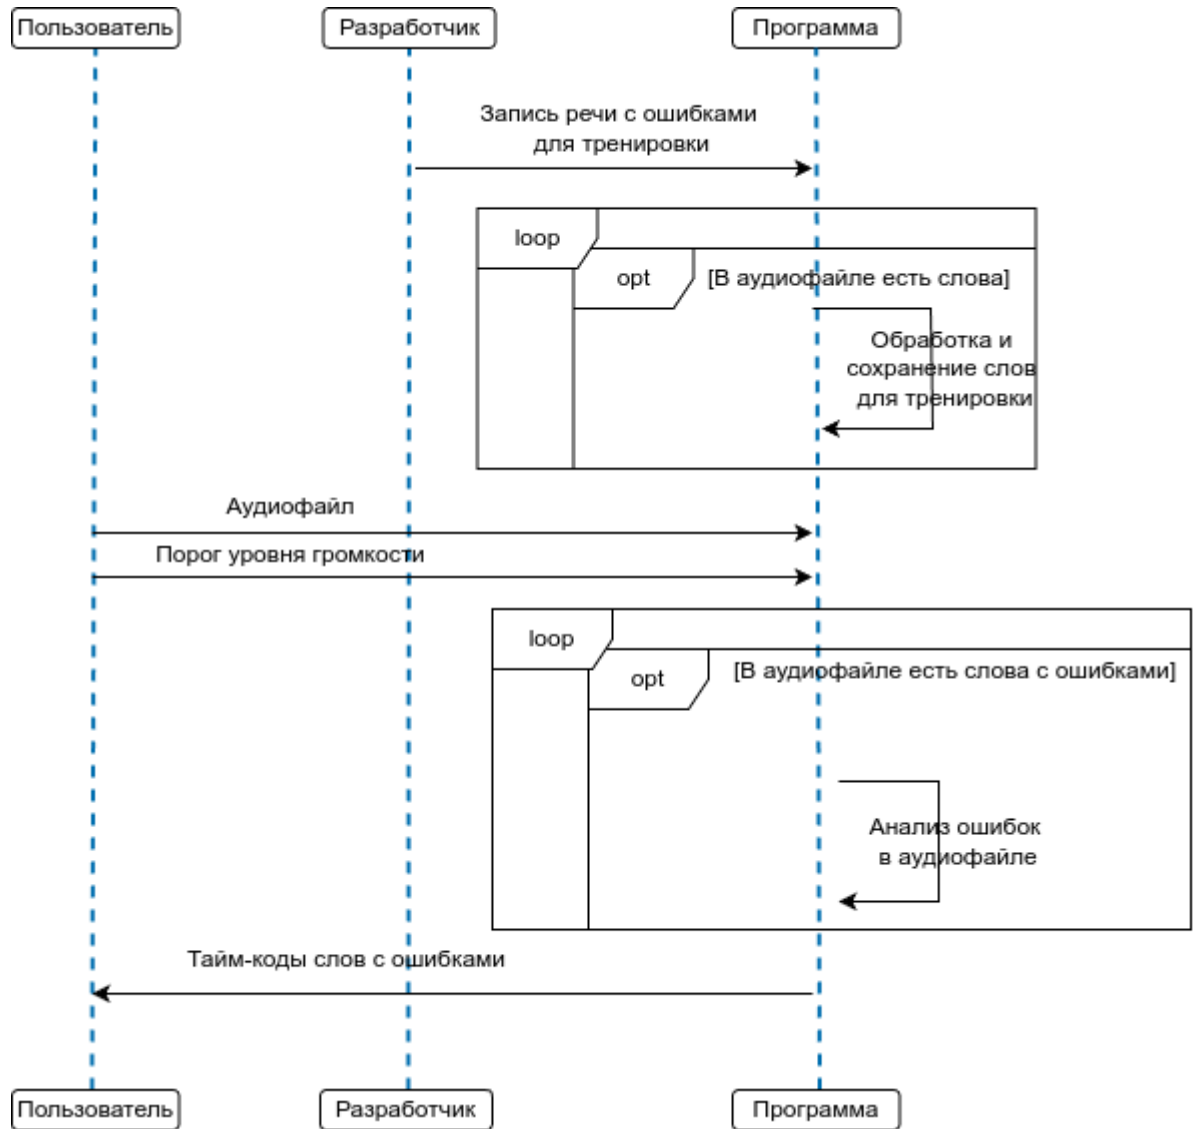 Пользователь
Разработчик
Программа
Запись речи с ошибками
для тренировки
loop
opt
[В аудиофайле есть слова]
Обработка и
сохранение слов
для тренировки
Аудиофайл
Порог уровня громкости
loop
opt
[В аудиофайле есть слова с ошибками]
Анализ ошибок
в аудиофайле
Тайм-коды слов с ошибками
Пользователь
Разработчик
Программа